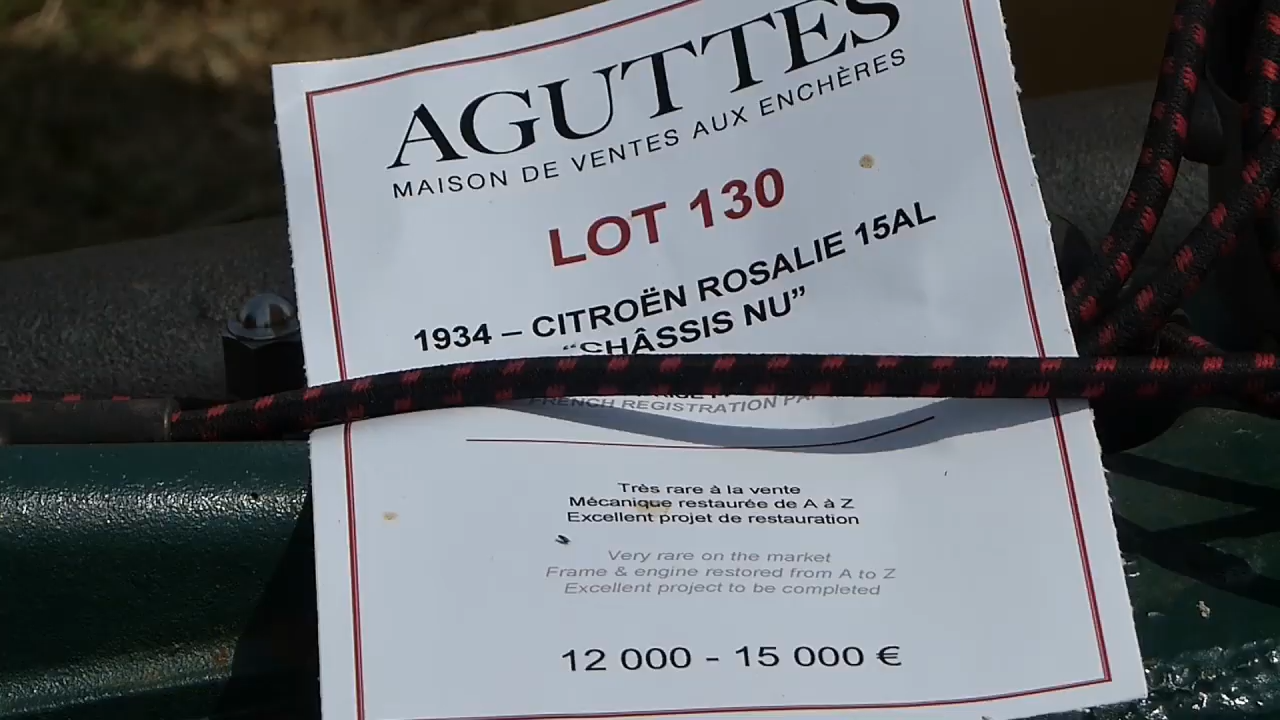 AGUTTES
MAISON DE VENTES AUX ENCHÈRES
LOT 130
1934 – CITROËN ROSALIE 15AL
“CHÂSSIS NU”
FRENCH REGISTRATION
Très rare à la vente
Mécanique restaurée de A à Z
Excellent projet de restauration
Very rare on the market
Frame & engine restored from A to Z
Excellent project to be completed
12 000 - 15 000 €